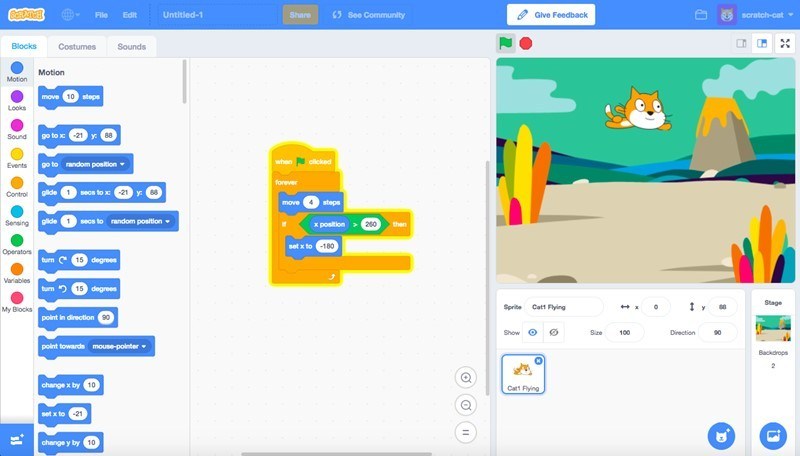 SCRATCH
File
Edit
Untitled-1
Share
See Community
Give Feedback
scratch-cat
Blocks
Costumes
Sounds
Motion
Looks
Sound
Events
Control
Sensing
Operators
Variables
My Blocks
Motion
move 10 steps
go to x: -21 y: 88
go to random position
glide 1 secs to x: -21 y: 88
glide 1 secs to random position
turn 15 degrees
turn 15 degrees
point in direction 90
point towards mouse-pointer
change x by 10
set x to -21
change y by 10
when clicked
forever
move 4 steps
if x position > 260 then
set x to -180
Sprite Cat1 Flying x 0 y 88
Show Size 100 Direction 90
Cat1 Flying
Stage
Backdrops
2